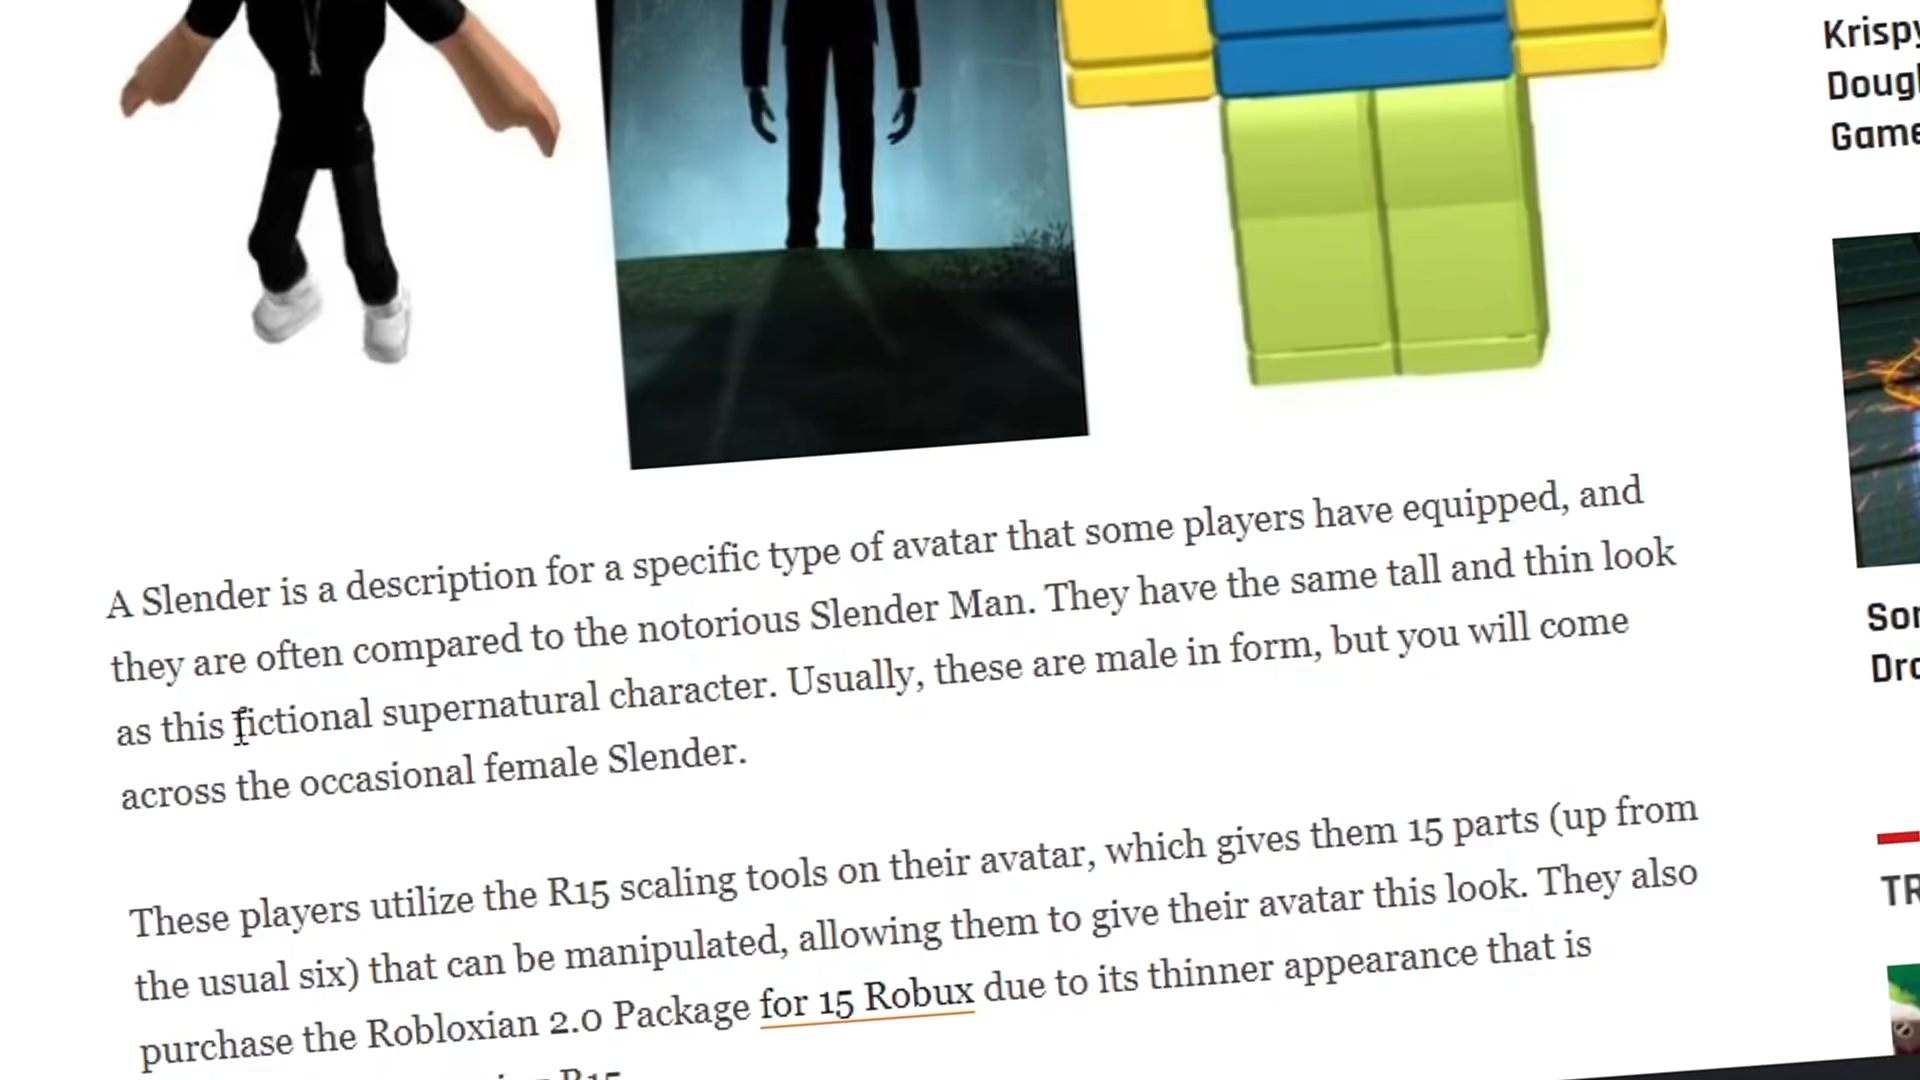 Krispy
Dough
Game
A Slender is a description for a specific type of avatar that some players have equipped, and
they are often compared to the notorious Slender Man. They have the same tall and thin look
as this fictional supernatural character. Usually, these are male in form, but you will come
across the occasional female Slender.
These players utilize the R15 scaling tools on their avatar, which gives them 15 parts (up from
the usual six) that can be manipulated, allowing them to give their avatar this look. They also
purchase the Robloxian 2.0 Package for 15 Robux due to its thinner appearance that is
R15